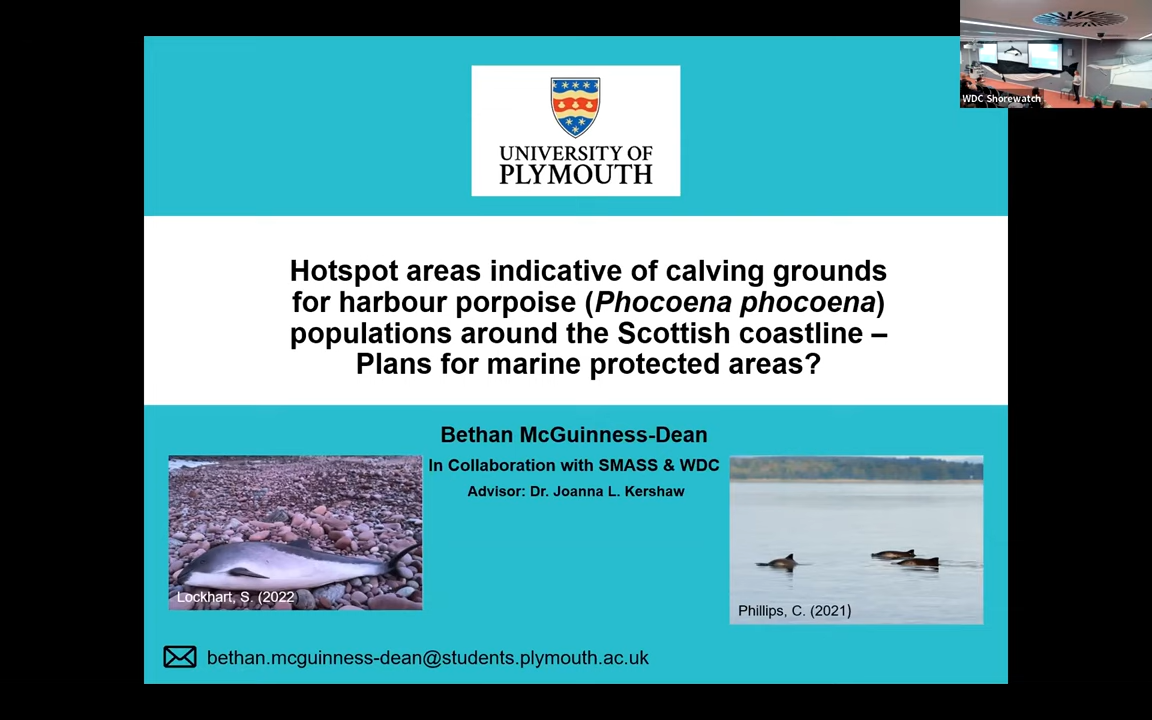 WDC Shorewatch
UNIVERSITY OF
PLYMOUTH
Hotspot areas indicative of calving grounds
for harbour porpoise (Phocoena phocoena)
populations around the Scottish coastline –
Plans for marine protected areas?
Bethan McGuinness-Dean
In Collaboration with SMASS & WDC
Advisor: Dr. Joanna L. Kershaw
Lockhart, S. (2022
Phillips, C. (2021)
bethan.mcguinness-dean@students.plymouth.ac.uk